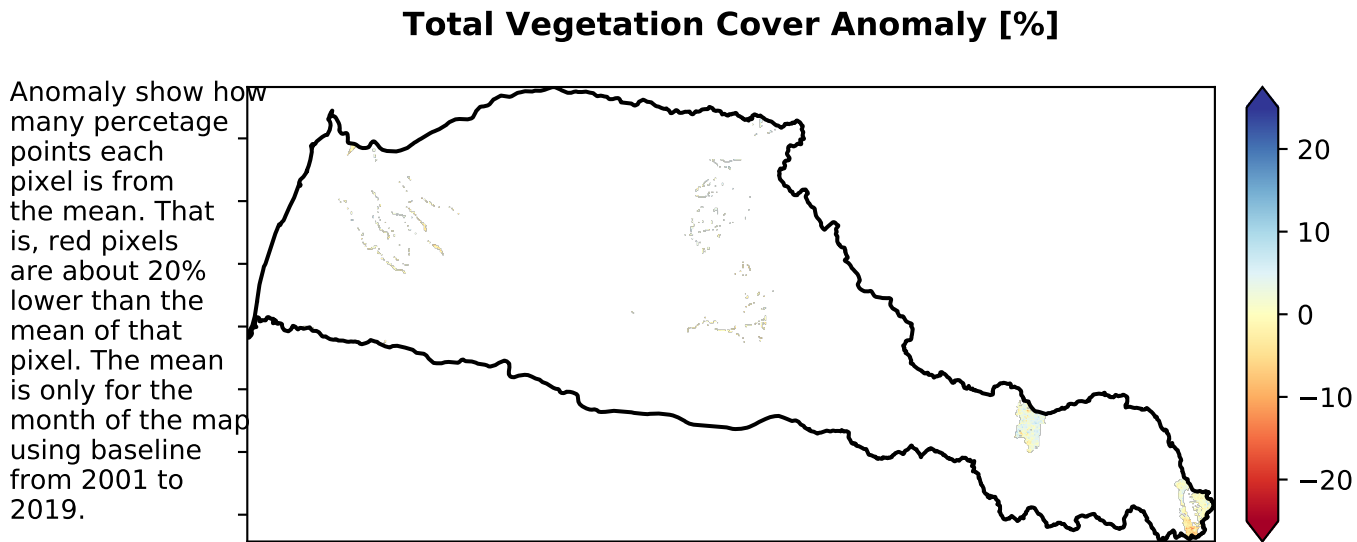 Total Vegetation Cover Anomaly [%]
Anomaly show how
many percetage
points each
pixel is from
the mean. That
is, red pixels
are about 20%
lower than the
mean of that
pixel. The mean
is only for the
month of the map
using baseline
from 2001 to
2019.
20
10
0
−10
−20